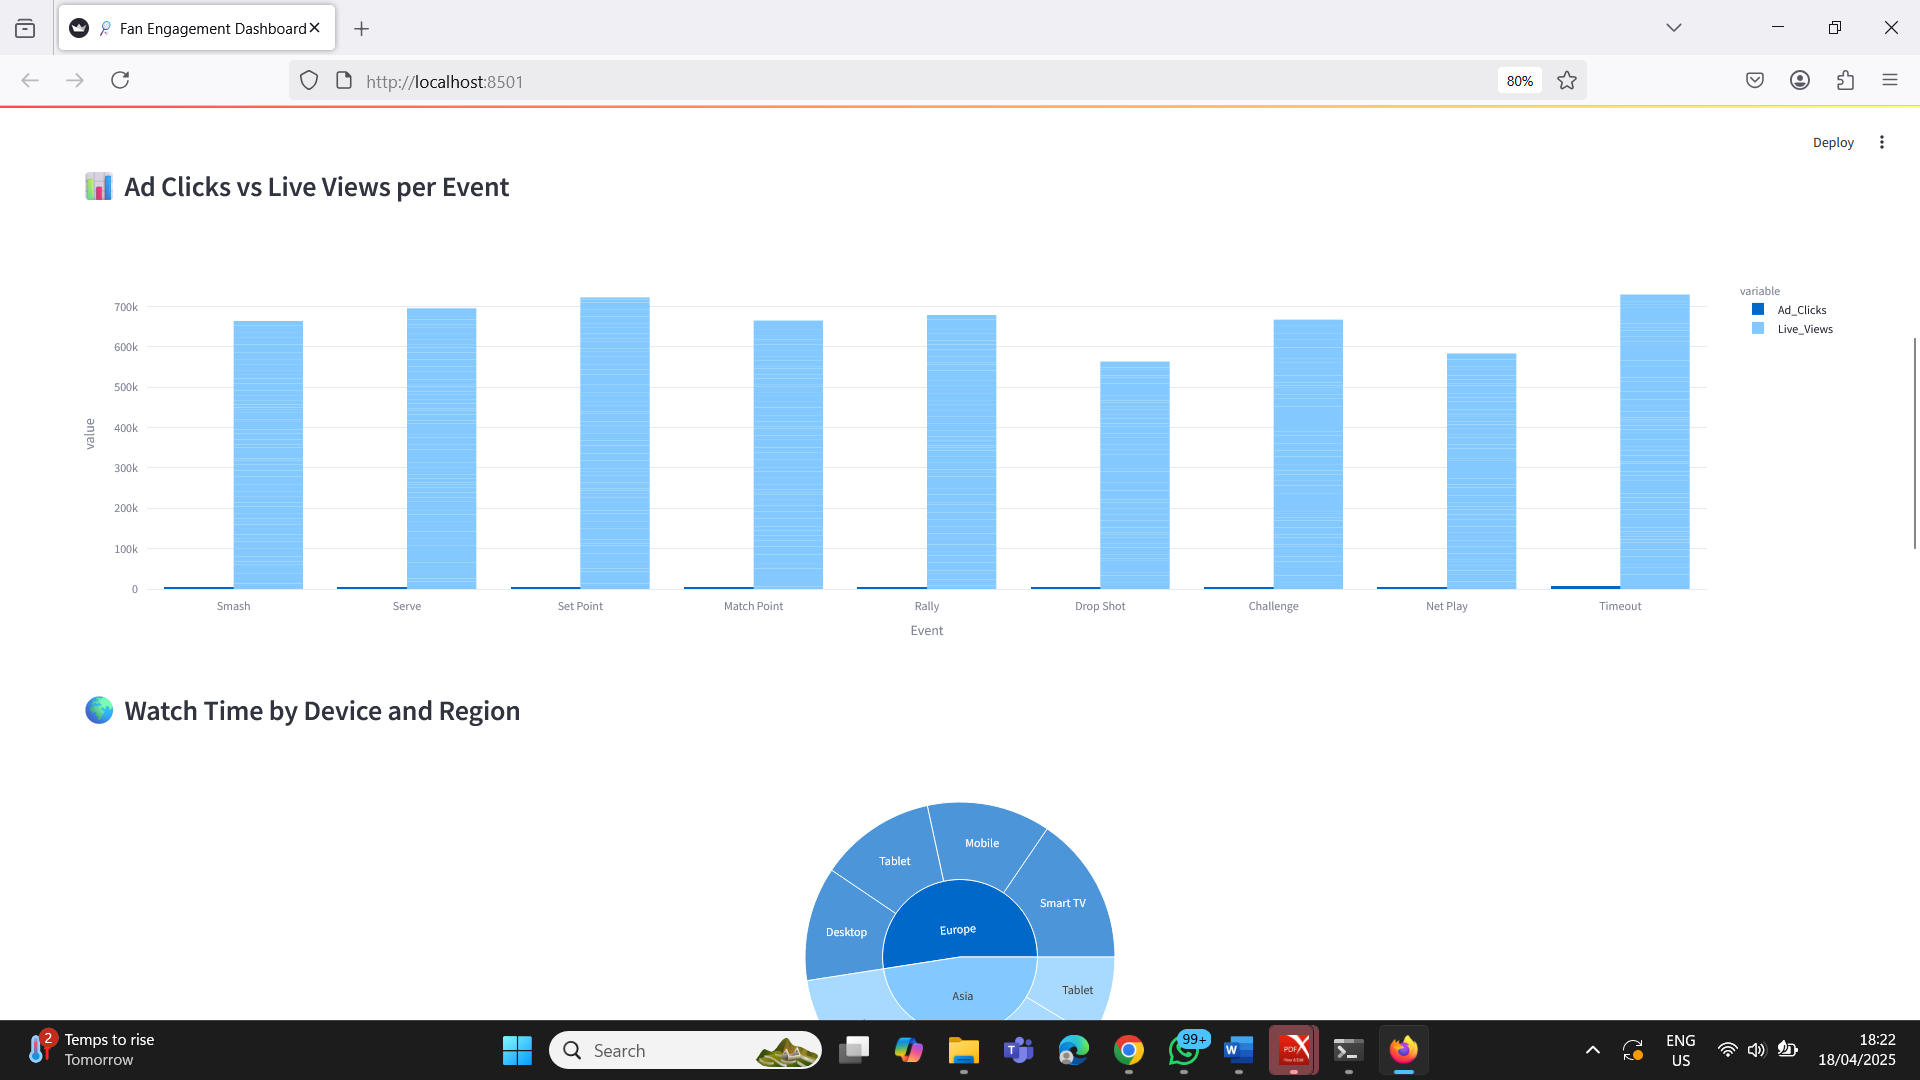 Fan Engagement Dashboard
http://localhost:8501
80%
Deploy
Ad Clicks vs Live Views per Event
variable
Ad_Clicks
Live_Views
value
700k
600k
500k
400k
300k
200k
100k
0
Smash
Serve
Set Point
Match Point
Rally
Drop Shot
Challenge
Net Play
Timeout
Event
Watch Time by Device and Region
Mobile
Tablet
Smart TV
Desktop
Europe
Asia
Tablet
2
Temps to rise
Tomorrow
Search
99+
W
PDF
ENG
US
18:22
18/04/2025